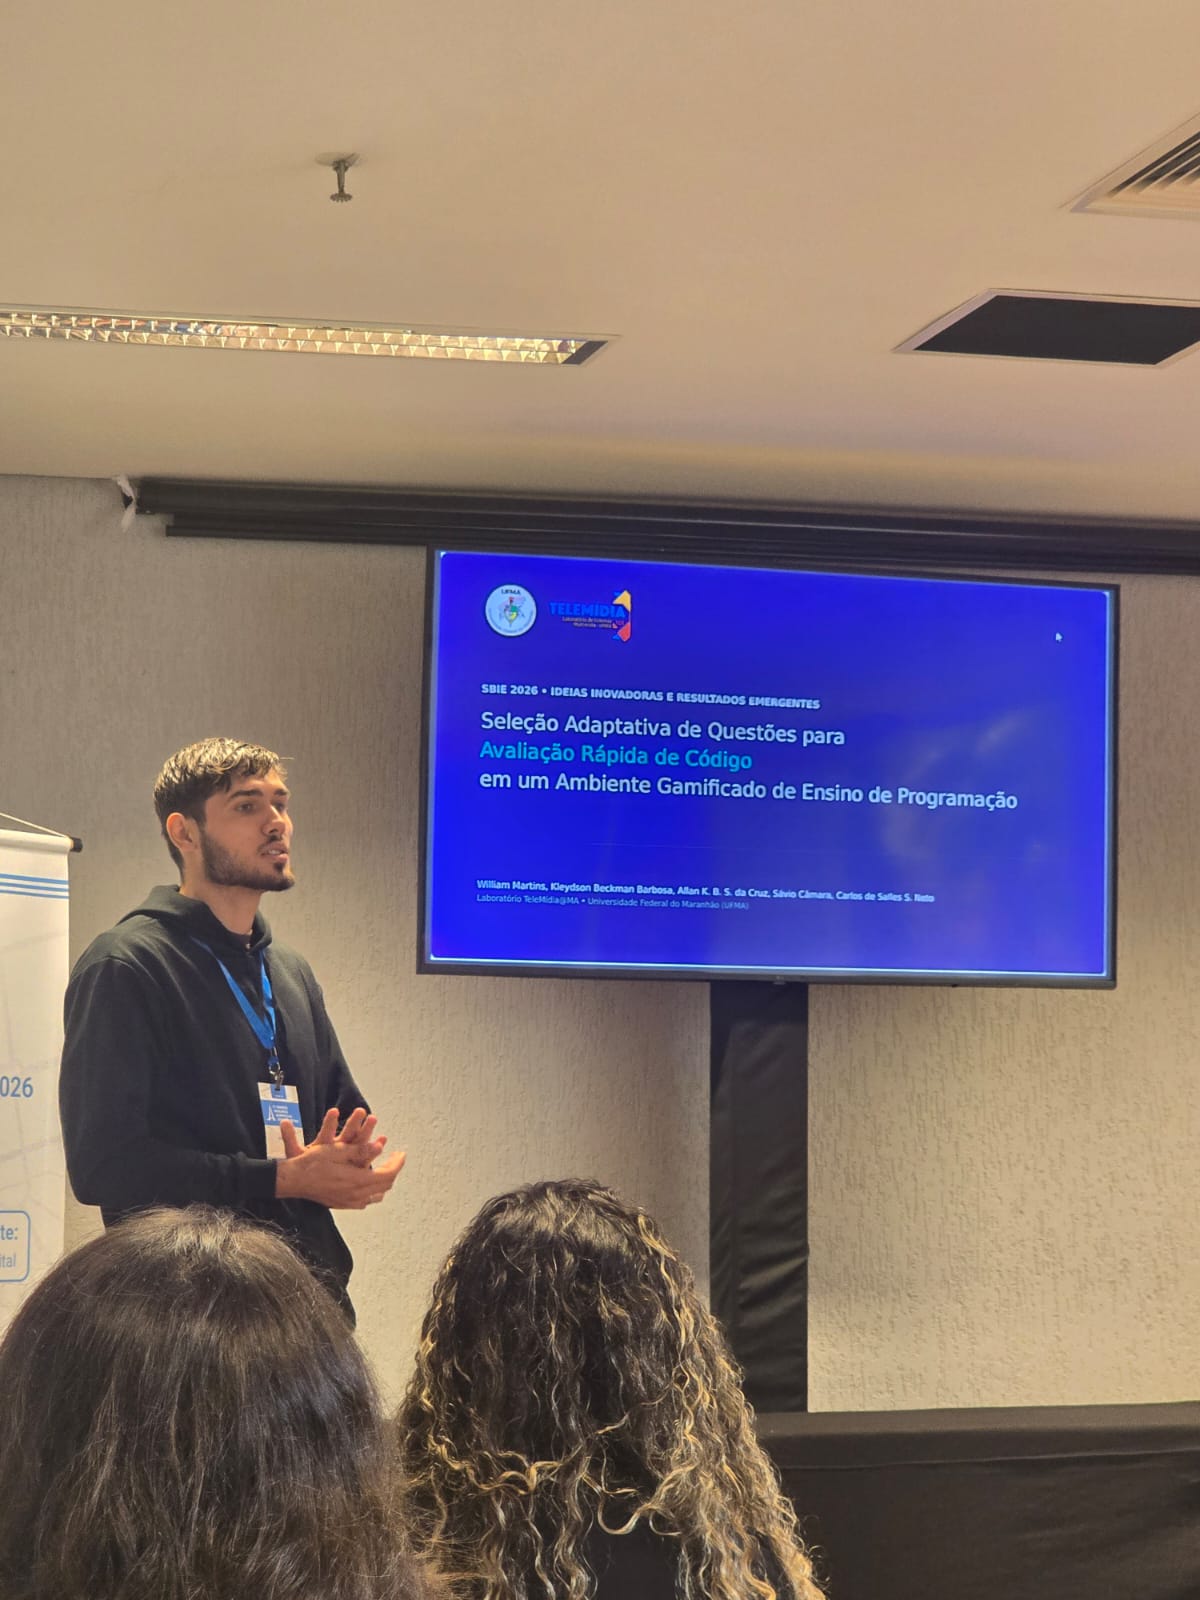 UFMA
TELEMÍDIA
SBIE 2026 • IDEIAS INOVADORAS E RESULTADOS EMERGENTES
Seleção Adaptativa de Questões para
Avaliação Rápida de Código
em um Ambiente Gamificado de Ensino de Programação
William Martins, Kleydson Beckman Barbosa, Allan K. B. S. da Cruz, Sávio Câmara, Carlos de Salles S. Neto
Laboratório TeleMídia@MA • Universidade Federal do Maranhão (UFMA)
026
te:
ital